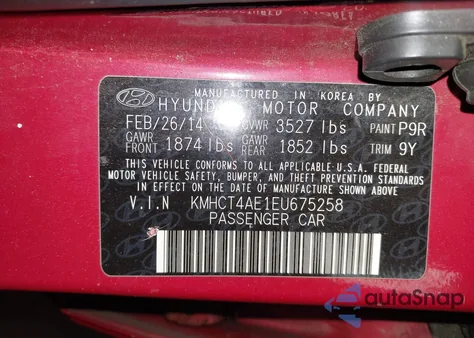 MANUFACTURED IN KOREA BY
HYUNDAI MOTOR COMPANY
FEB/26/14 GVWR 3527 lbs PAINT P9R
GAWR FRONT 1874 lbs GAWR REAR 1852 lbs TRIM 9Y
THIS VEHICLE CONFORMS TO ALL APPLICABLE U.S.A. FEDERAL
MOTOR VEHICLE SAFETY, BUMPER, AND THEFT PREVENTION STANDARDS
IN EFFECT ON THE DATE OF MANUFACTURE SHOWN ABOVE.
V.I.N KMHCT4AE1EU675258
PASSENGER CAR
autoSnap